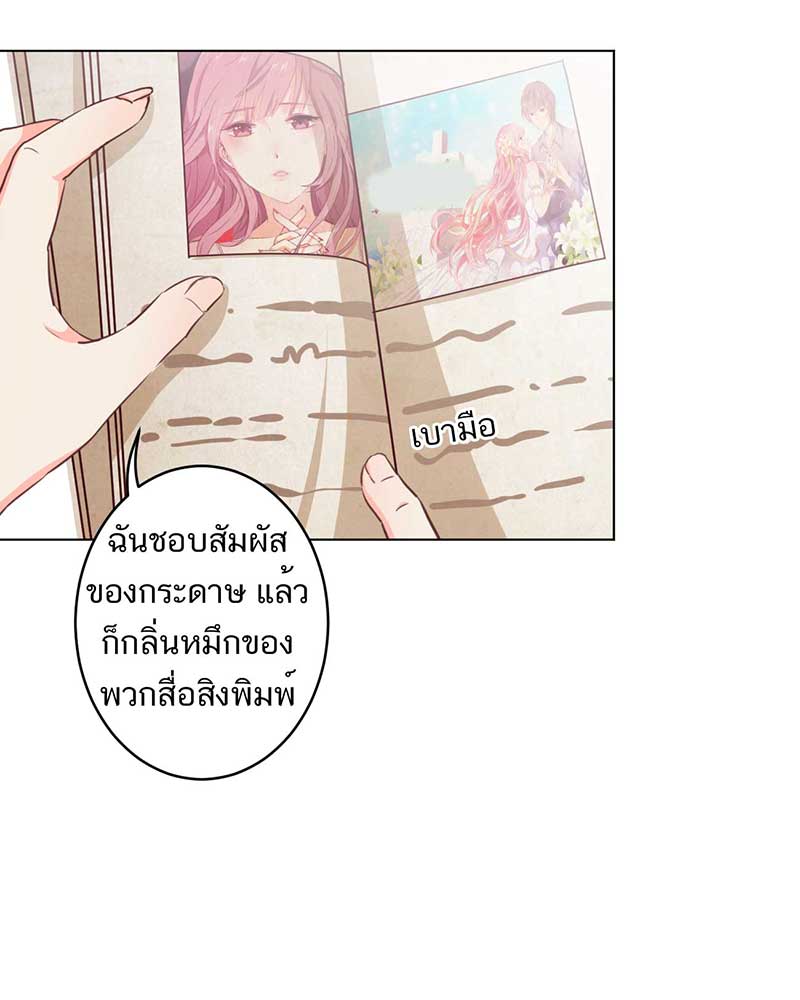 เบามือ
ฉันชอบสัมผัส
ของกระดาษ แล้ว
ก็กลิ่นหมึกของ
พวกสื่อสิงพิมพ์